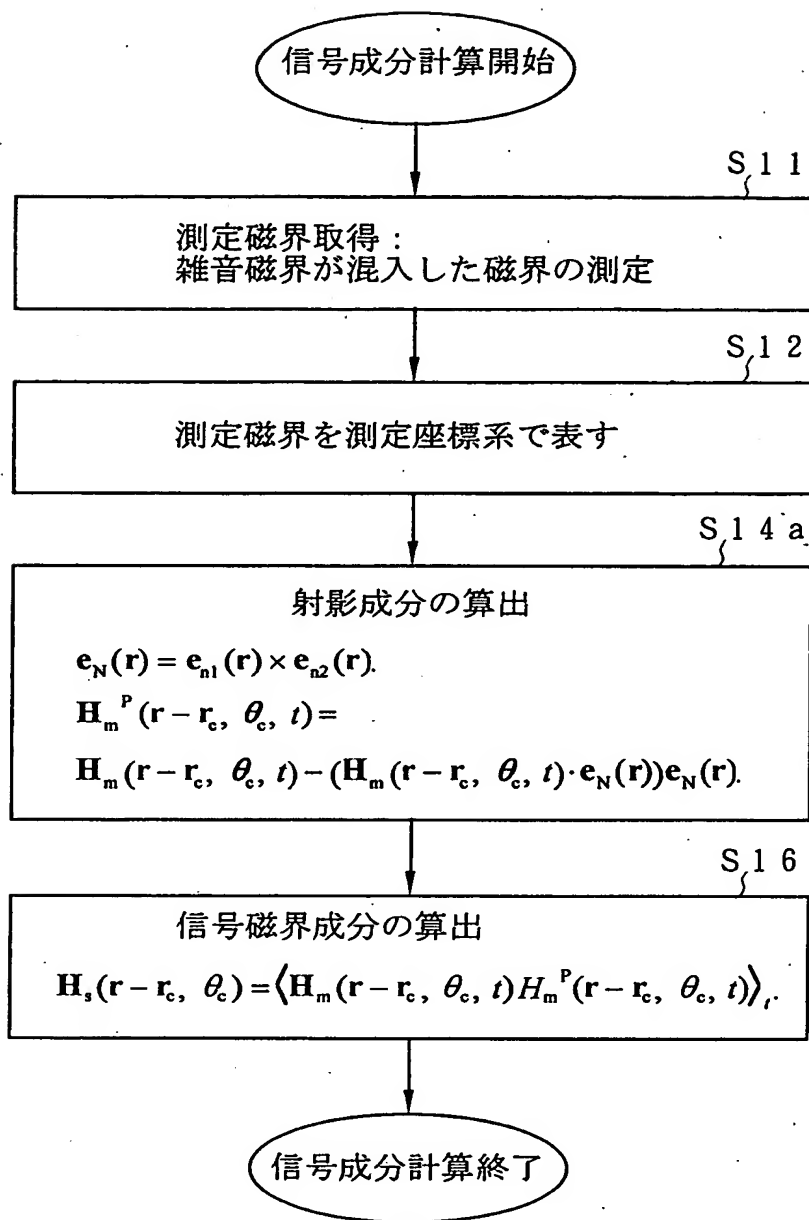 信号成分計算開始
S11
測定磁界取得：
雑音磁界が混入した磁界の測定
S12
測定磁界を測定座標系で表す
S14a
射影成分の算出
e_N(r) = e_n1(r) × e_n2(r).
H_m^P(r − r_c, θ_c, t) =
H_m(r − r_c, θ_c, t) − (H_m(r − r_c, θ_c, t)·e_N(r))e_N(r).
S16
信号磁界成分の算出
H_s(r − r_c, θ_c) = ⟨H_m(r − r_c, θ_c, t)H_m^P(r − r_c, θ_c, t)⟩_t.
信号成分計算終了